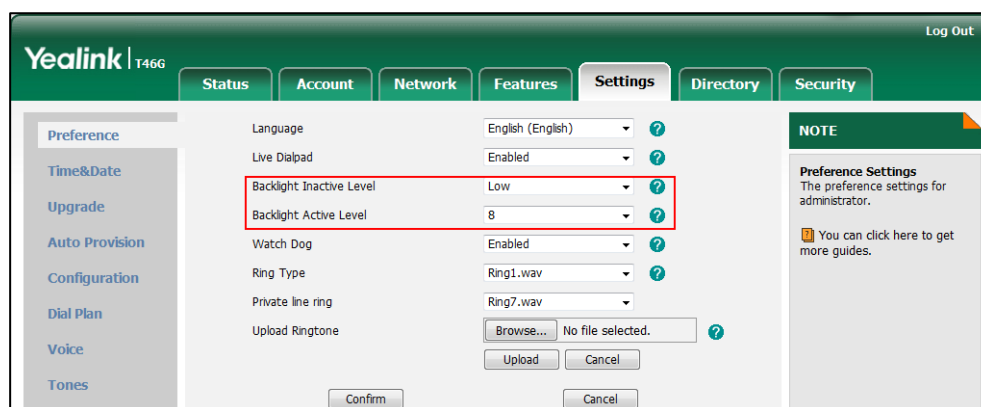 Log Out
Yealink T46G
Status Account Network Features Settings Directory Security
Preference
Time&Date
Upgrade
Auto Provision
Configuration
Dial Plan
Voice
Tones
Language English (English) ?
Live Dialpad Enabled ?
Backlight Inactive Level Low ?
Backlight Active Level 8 ?
Watch Dog Enabled ?
Ring Type Ring1.wav ?
Private line ring Ring7.wav
Upload Ringtone Browse... No file selected. ?
Upload Cancel
Confirm Cancel
NOTE
Preference Settings
The preference settings for
administrator.
? You can click here to get
more guides.